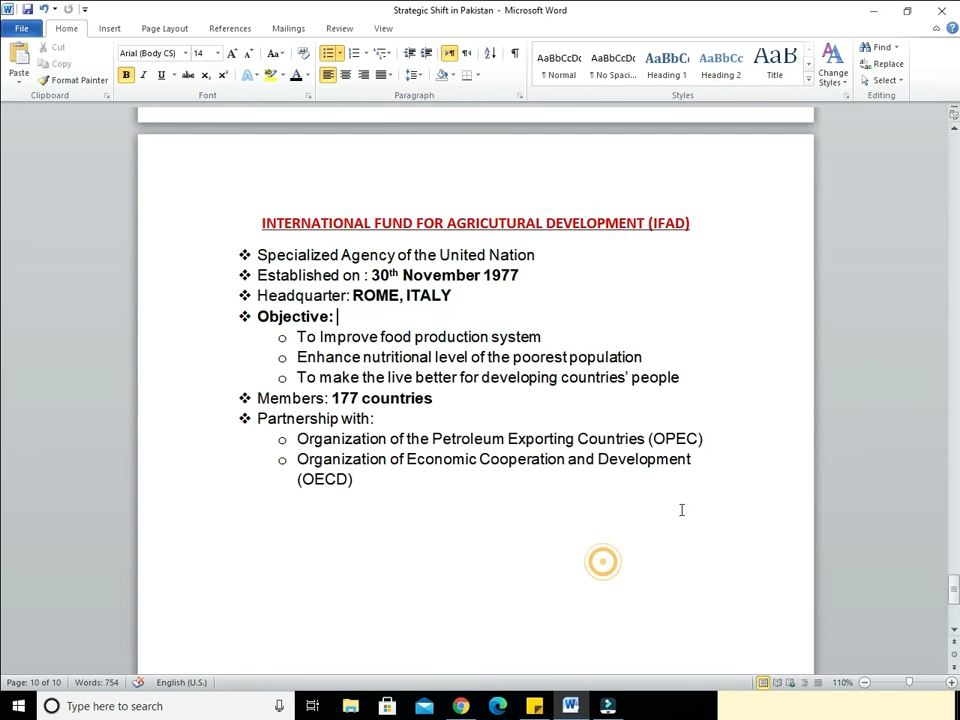 Strategic Shift in Pakistan - Microsoft Word
File Home Insert Page Layout References Mailings Review View
Paste
Cut
Copy
Format Painter
Clipboard
Arial (Body CS) 14
B I U abc x₂ x²
Font
Paragraph
AaBbCcDc AaBbCcDc AaBbC AaBbCc AaB
¶ Normal ¶ No Spaci... Heading 1 Heading 2 Title
Change Styles
Styles
Find
Replace
Select
Editing
INTERNATIONAL FUND FOR AGRICUTURAL DEVELOPMENT (IFAD)
❖ Specialized Agency of the United Nation
❖ Established on : 30th November 1977
❖ Headquarter: ROME, ITALY
❖ Objective:
o To Improve food production system
o Enhance nutritional level of the poorest population
o To make the live better for developing countries' people
❖ Members: 177 countries
❖ Partnership with:
o Organization of the Petroleum Exporting Countries (OPEC)
o Organization of Economic Cooperation and Development
(OECD)
Page: 10 of 10 Words: 754 English (U.S.) 110%
Type here to search